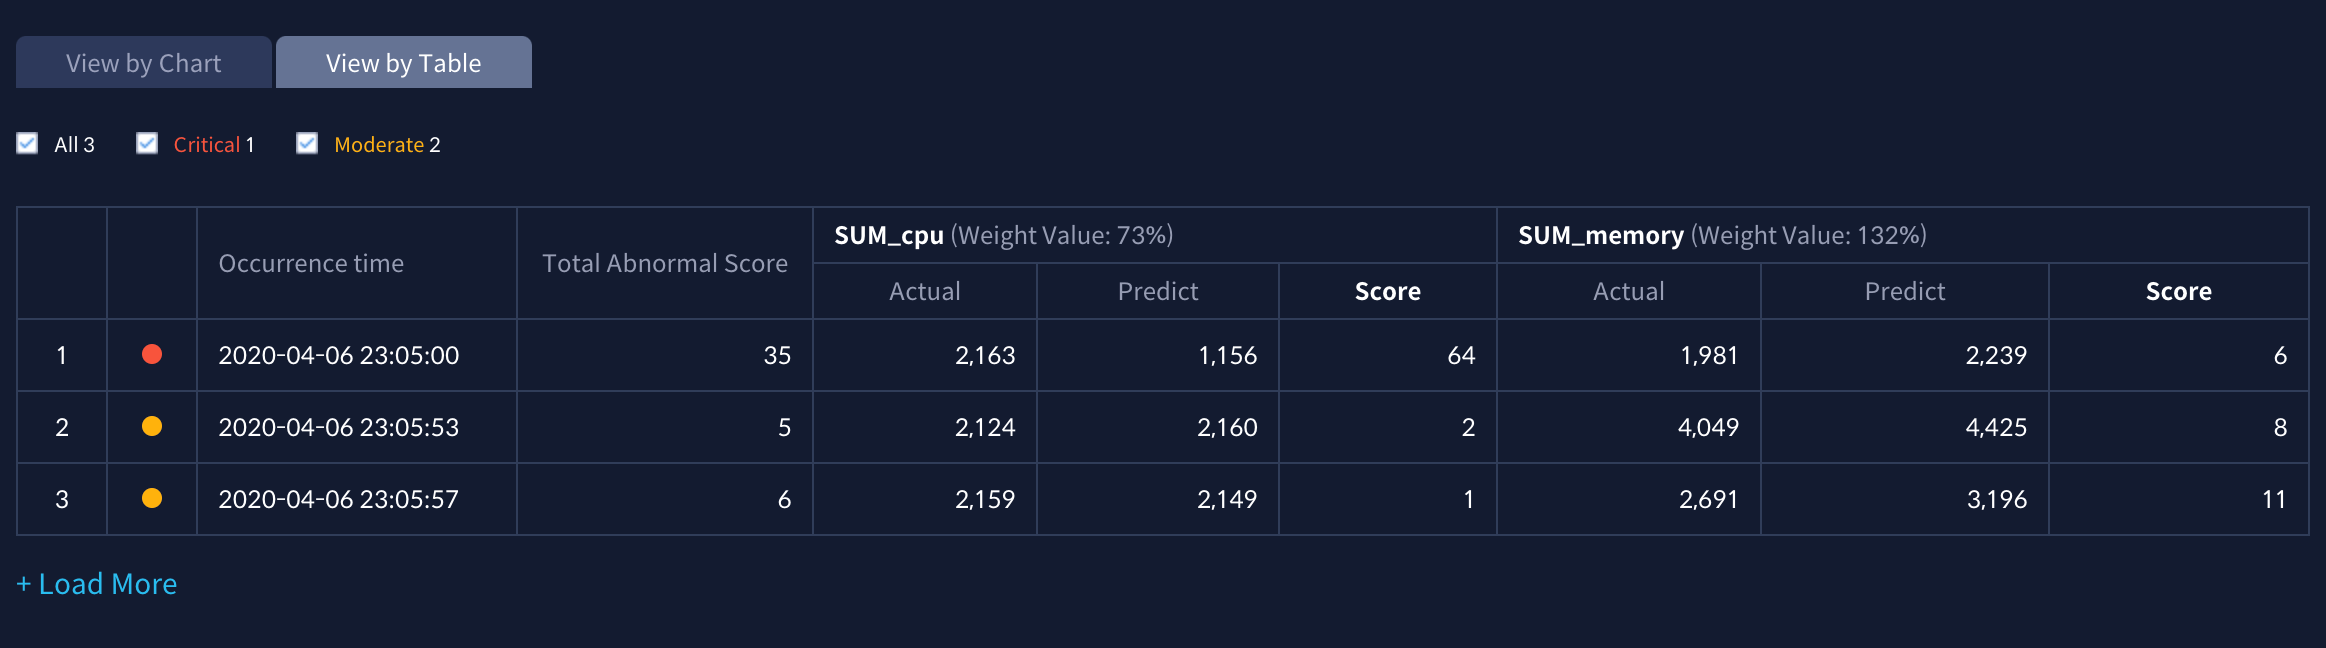 View by Chart View by Table
All 3 Critical 1 Moderate 2
Occurrence time Total Abnormal Score SUM_cpu (Weight Value: 73%) SUM_memory (Weight Value: 132%)
Actual Predict Score Actual Predict Score
1 2020-04-06 23:05:00 35 2,163 1,156 64 1,981 2,239 6
2 2020-04-06 23:05:53 5 2,124 2,160 2 4,049 4,425 8
3 2020-04-06 23:05:57 6 2,159 2,149 1 2,691 3,196 11
+ Load More